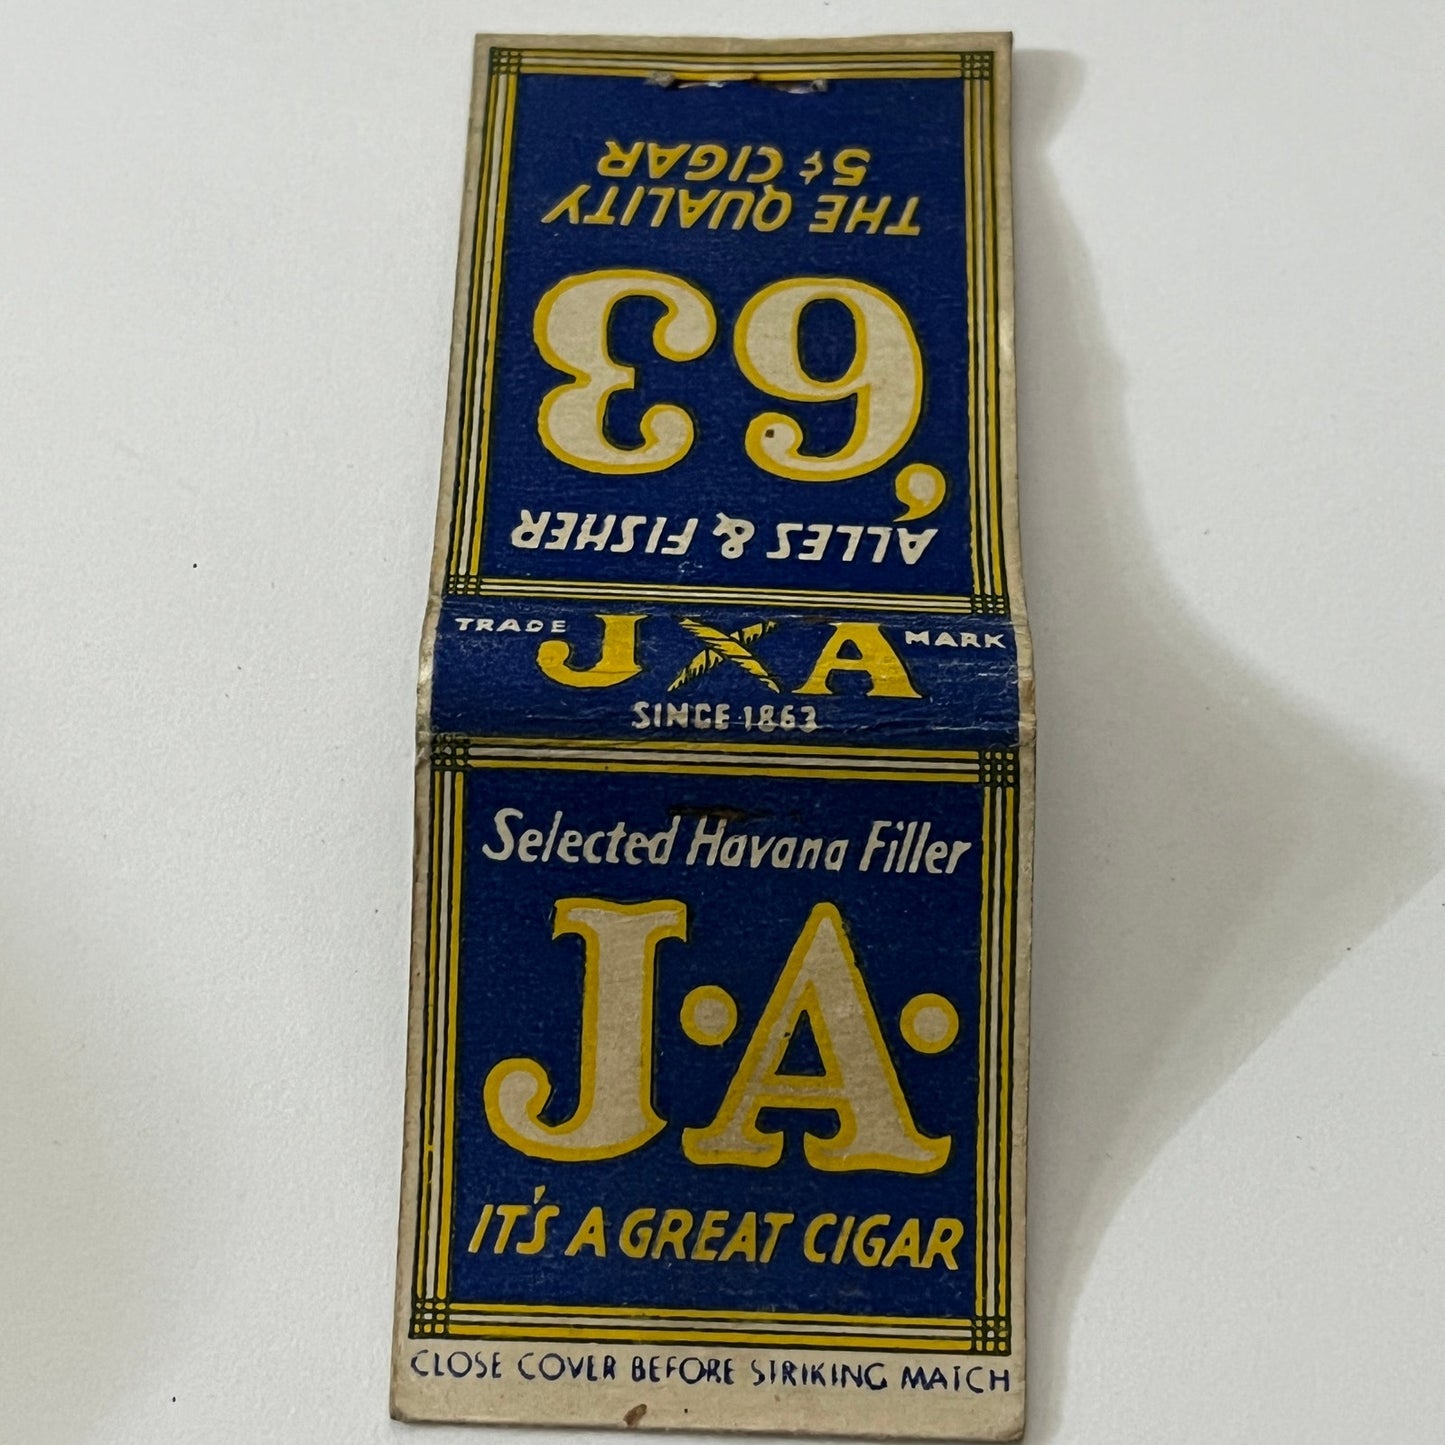 ALLES & FISHER
'63
THE QUALITY
5¢ CIGAR
TRADE J A MARK
SINCE 1863
Selected Havana Filler
J·A·
IT'S A GREAT CIGAR
CLOSE COVER BEFORE STRIKING MATCH